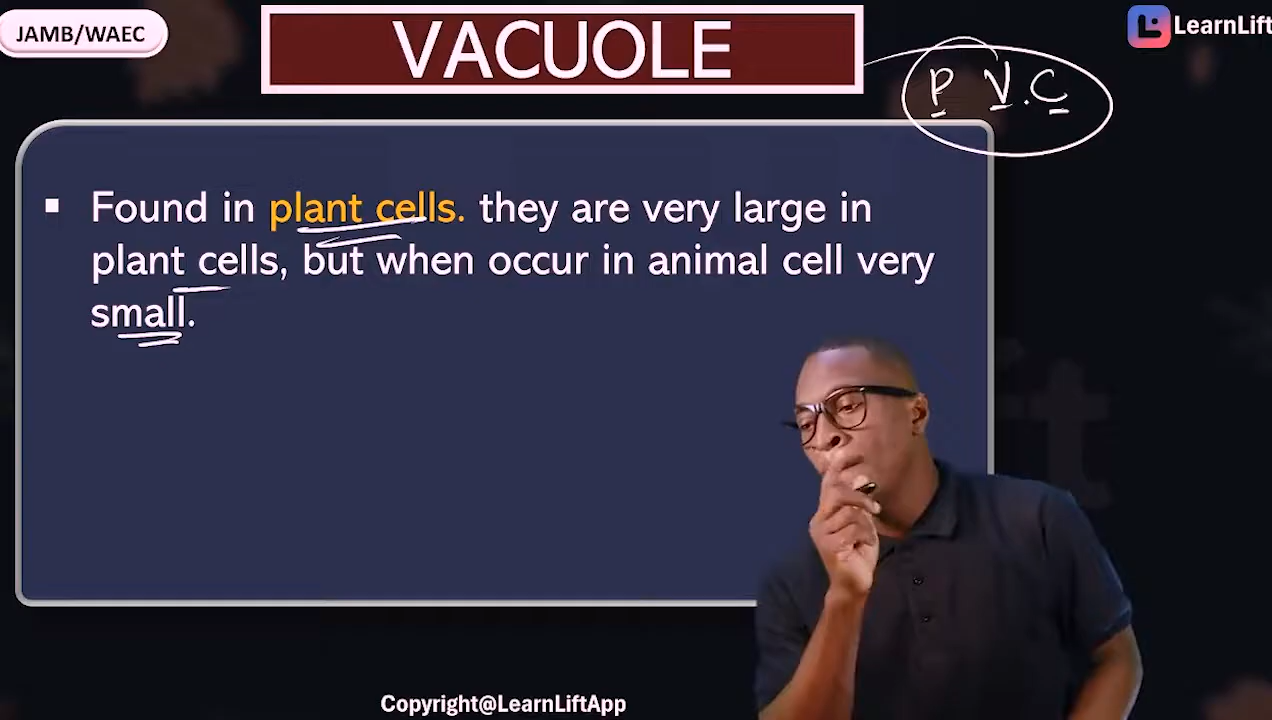 JAMB/WAEC
VACUOLE
LearnLift
P V.C
▪ Found in plant cells. they are very large in
plant cells, but when occur in animal cell very
small.
Copyright@LearnLiftApp